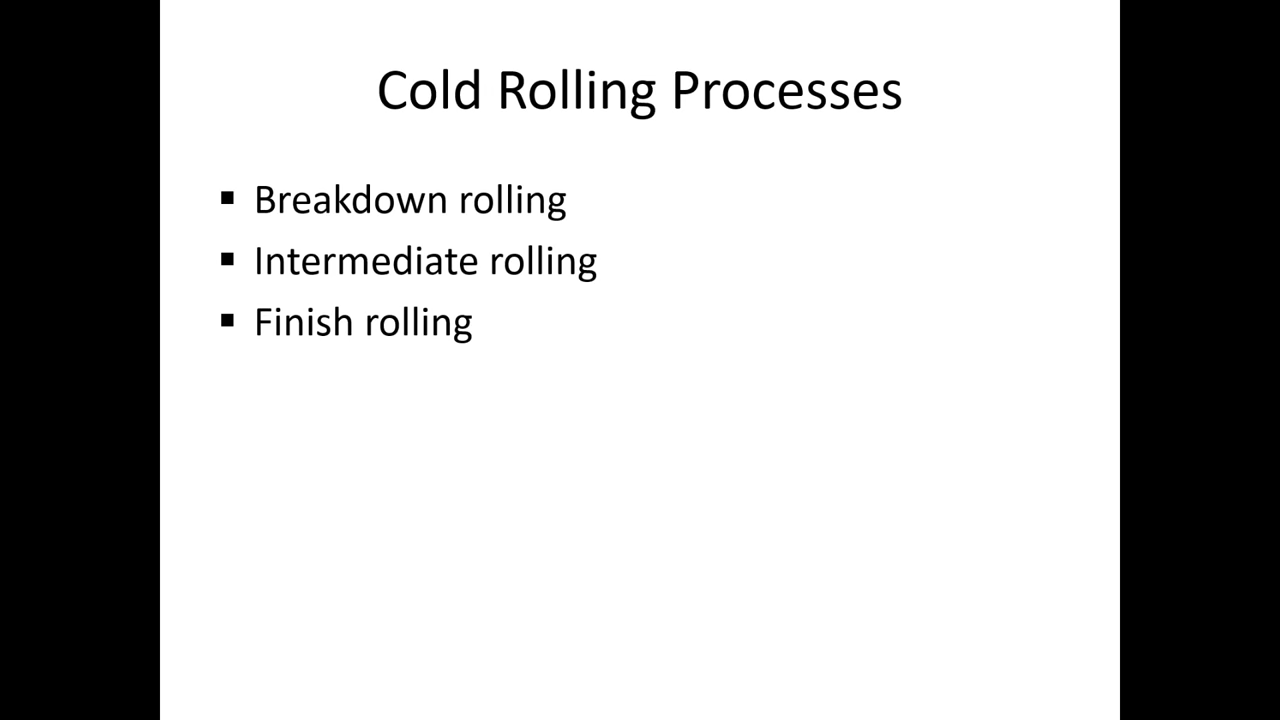 Cold Rolling Processes
▪ Breakdown rolling
▪ Intermediate rolling
▪ Finish rolling